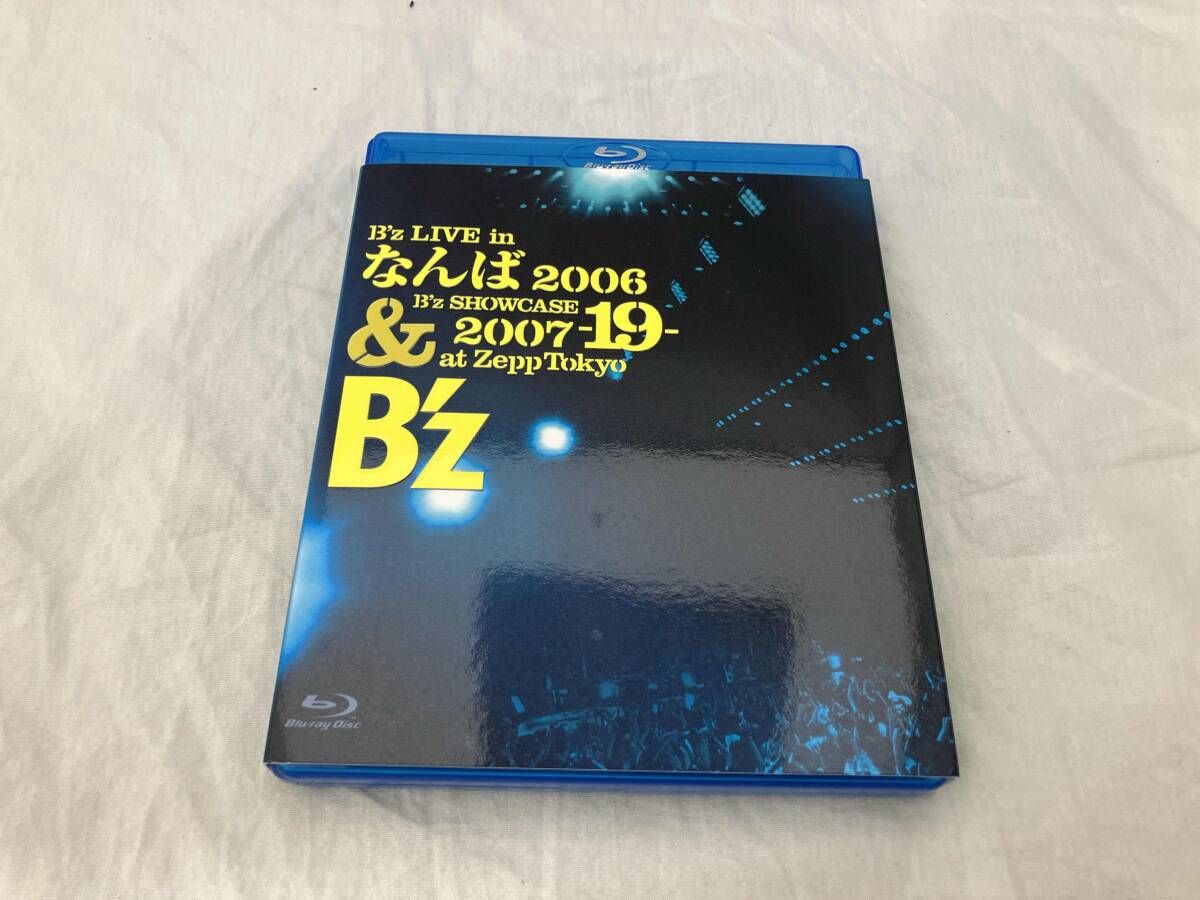 Blu-ray Disc
B'z LIVE in
なんば 2006
& B'z SHOWCASE
2007 -19-
at Zepp Tokyo
B'z
Blu-ray Disc